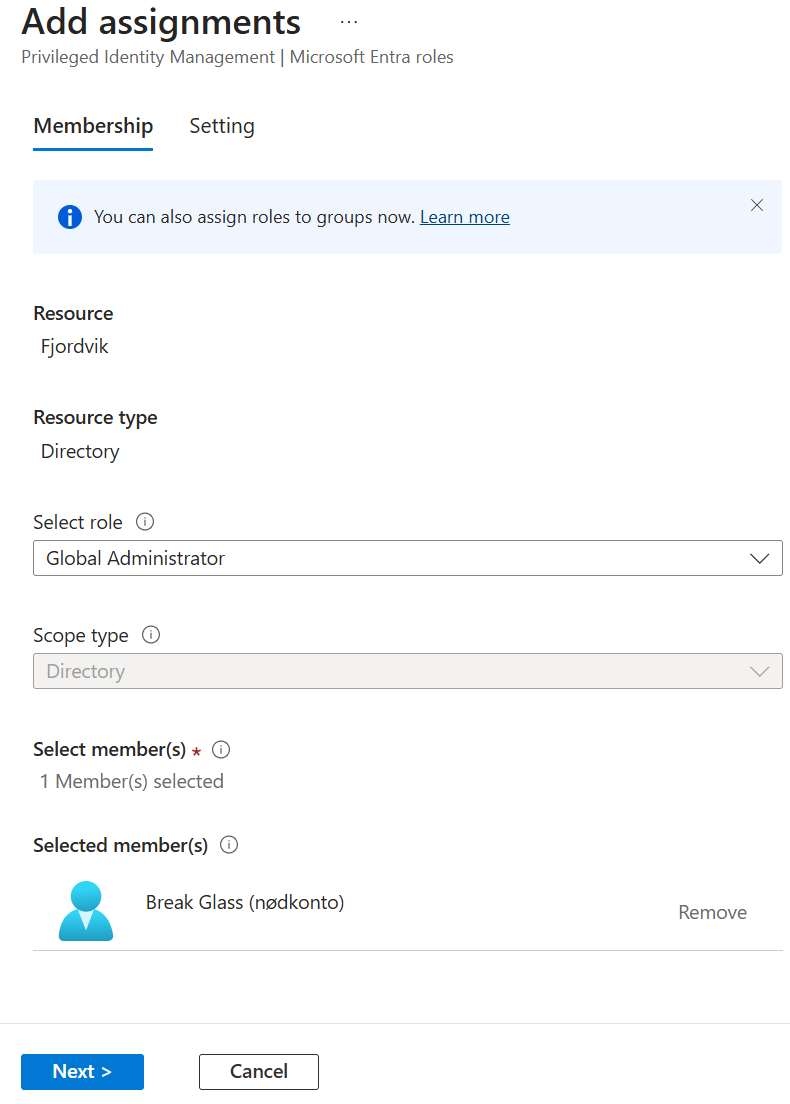 Add assignments ...
Privileged Identity Management | Microsoft Entra roles
Membership Setting
You can also assign roles to groups now. Learn more
Resource
Fjordvik
Resource type
Directory
Select role
Global Administrator
Scope type
Directory
Select member(s) *
1 Member(s) selected
Selected member(s)
Break Glass (nødkonto)
Remove
Next > Cancel